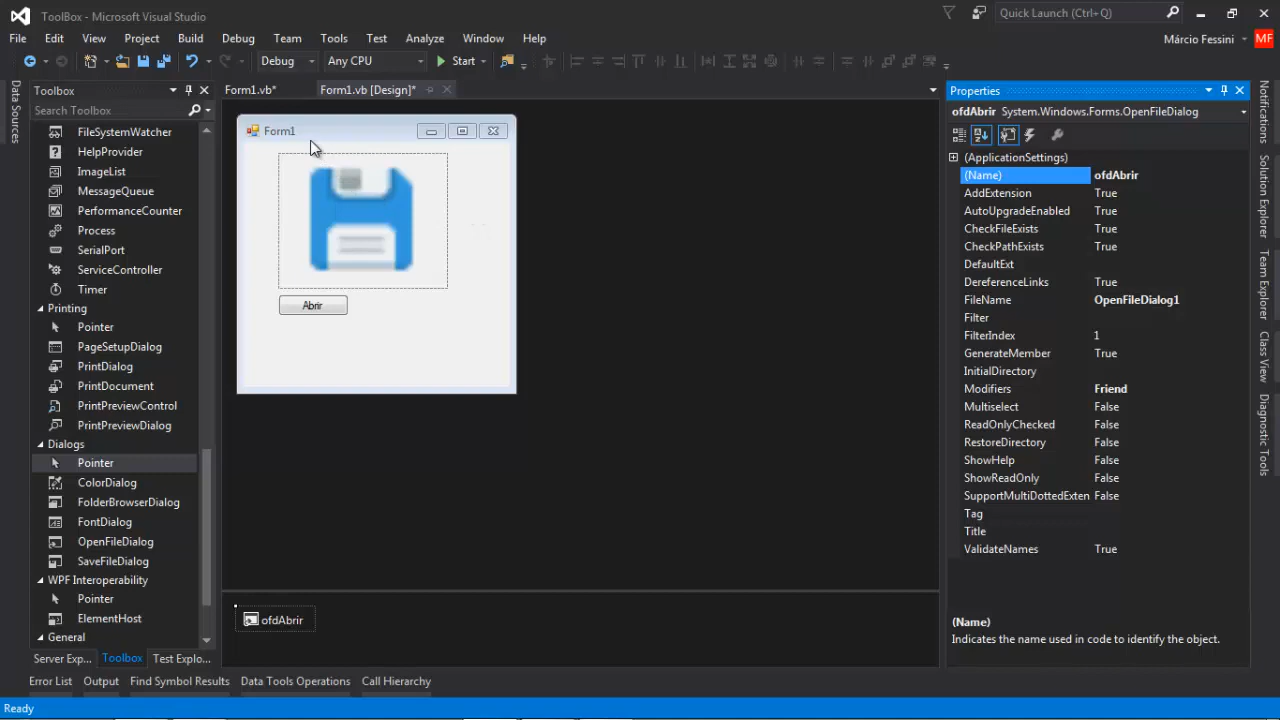 ToolBox - Microsoft Visual Studio
Quick Launch (Ctrl+Q)
File Edit View Project Build Debug Team Tools Test Analyze Window Help
Márcio Fessini MF
Debug Any CPU Start
Data Sources
Toolbox
Search Toolbox
FileSystemWatcher
HelpProvider
ImageList
MessageQueue
PerformanceCounter
Process
SerialPort
ServiceController
Timer
Printing
Pointer
PageSetupDialog
PrintDialog
PrintDocument
PrintPreviewControl
PrintPreviewDialog
Dialogs
Pointer
ColorDialog
FolderBrowserDialog
FontDialog
OpenFileDialog
SaveFileDialog
WPF Interoperability
Pointer
ElementHost
General
Server Exp... Toolbox Test Explo...
Form1.vb* Form1.vb [Design]*
Form1
Abrir
ofdAbrir
Properties
ofdAbrir System.Windows.Forms.OpenFileDialog
(ApplicationSettings)
(Name) ofdAbrir
AddExtension True
AutoUpgradeEnabled True
CheckFileExists True
CheckPathExists True
DefaultExt
DereferenceLinks True
FileName OpenFileDialog1
Filter
FilterIndex 1
GenerateMember True
InitialDirectory
Modifiers Friend
Multiselect False
ReadOnlyChecked False
RestoreDirectory False
ShowHelp False
ShowReadOnly False
SupportMultiDottedExten False
Tag
Title
ValidateNames True
(Name)
Indicates the name used in code to identify the object.
Notifications
Solution Explorer
Team Explorer
Class View
Diagnostic Tools
Error List Output Find Symbol Results Data Tools Operations Call Hierarchy
Ready